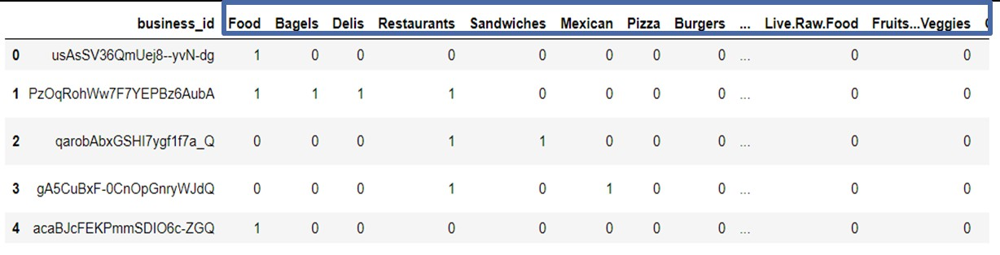 business_id Food Bagels Delis Restaurants Sandwiches Mexican Pizza Burgers ... Live.Raw.Food Fruits...Veggies
0 usAsSV36QmUej8--yvN-dg 1 0 0 0 0 0 0 0 ... 0 0
1 PzOqRohWw7F7YEPBz6AubA 1 1 1 1 0 0 0 0 ... 0 0
2 qarobAbxGSHI7ygf1f7a_Q 0 0 0 1 1 0 0 0 ... 0 0
3 gA5CuBxF-0CnOpGnryWJdQ 0 0 0 1 0 1 0 0 ... 0 0
4 acaBJcFEKPmmSDIO6c-ZGQ 1 0 0 0 0 0 0 0 ... 0 0